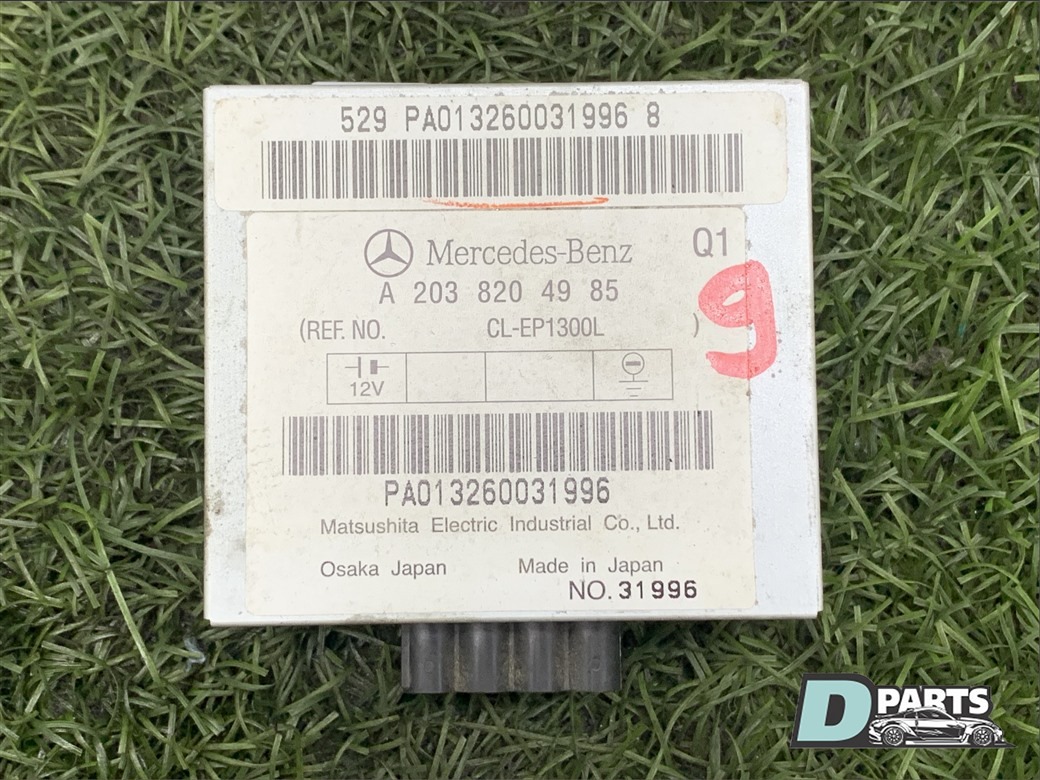 529 PA013260031996 8
Mercedes-Benz Q1
A 203 820 49 85
(REF. NO. CL-EP1300L )
9
12V
PA013260031996
Matsushita Electric Industrial Co., Ltd.
Osaka Japan Made in Japan
NO. 31996
D PARTS